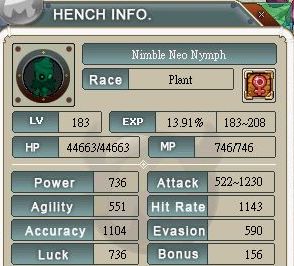 HENCH INFO.
Nimble Neo Nymph
Race Plant
LV 183 EXP 13.91% 183~208
HP 44663/44663 MP 746/746
Power 736 Attack 522~1230
Agility 551 Hit Rate 1143
Accuracy 1104 Evasion 590
Luck 736 Bonus 156